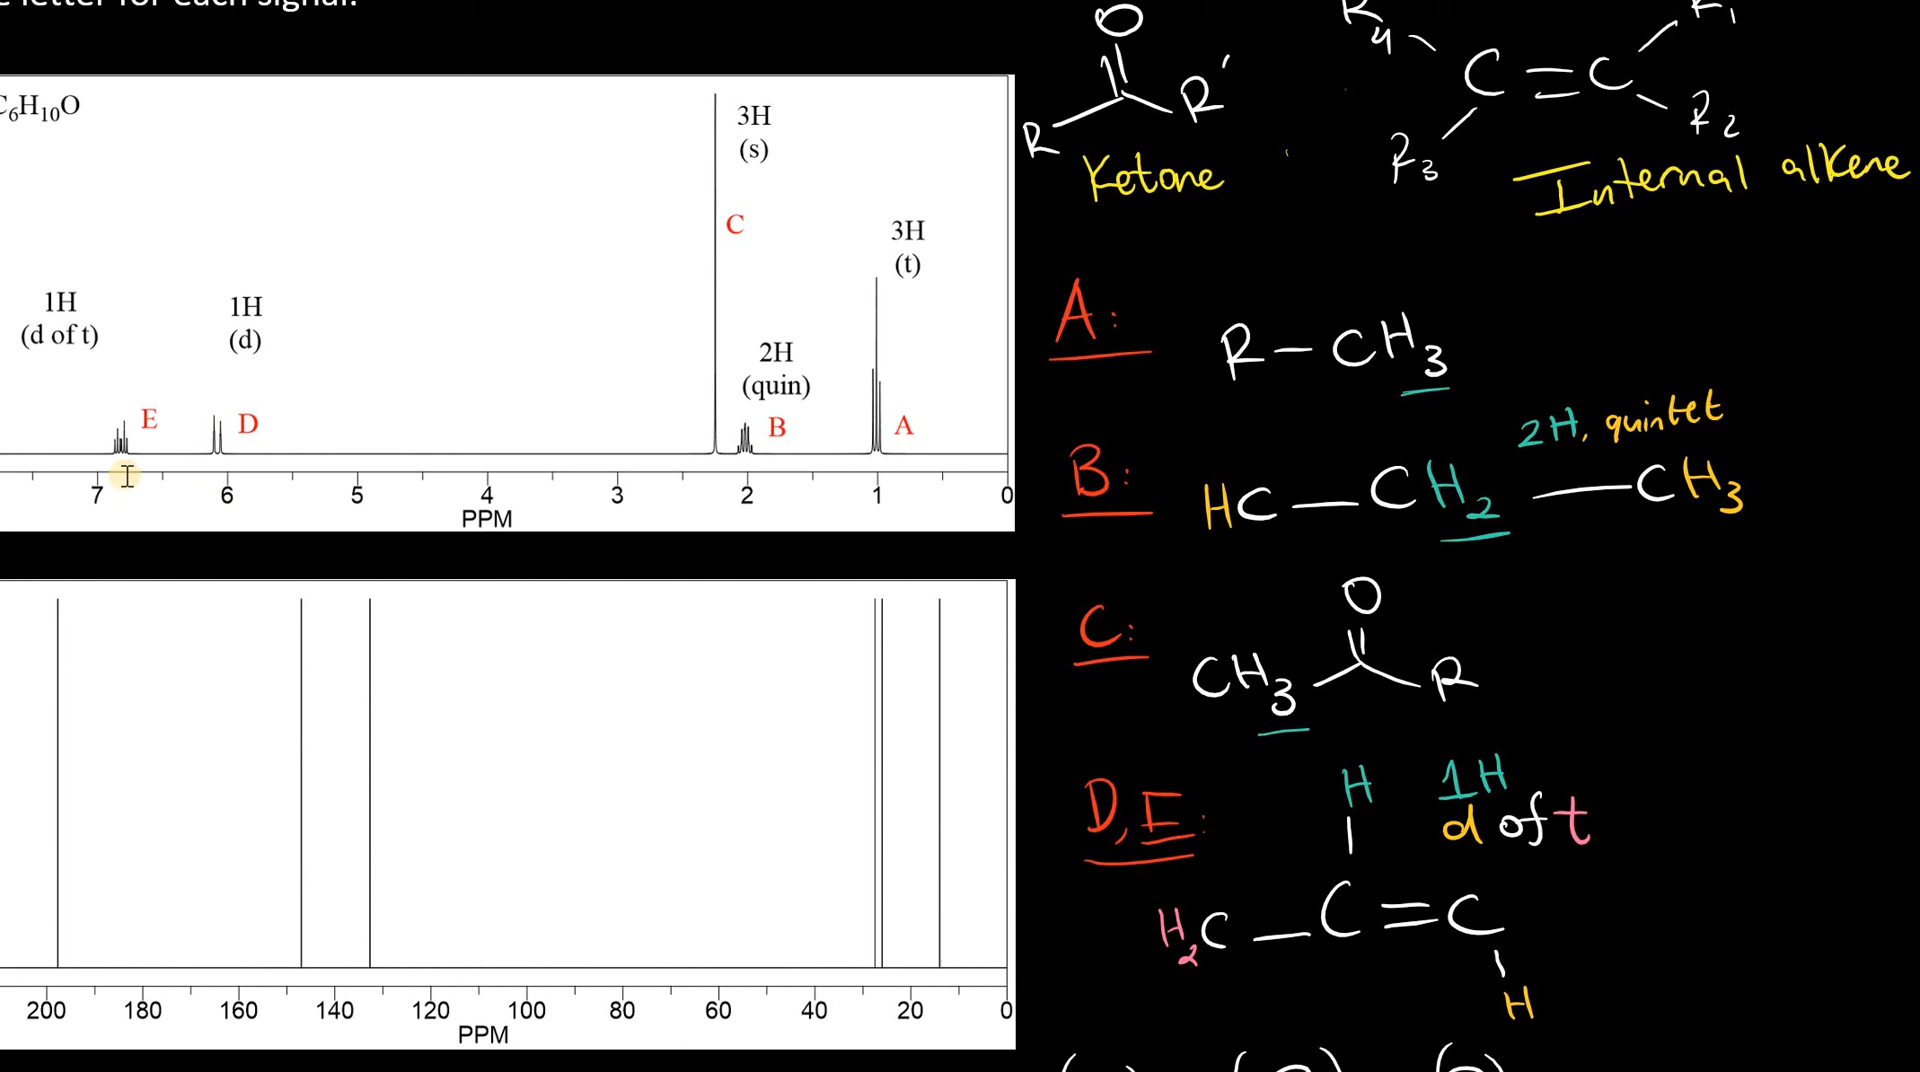 e letter for each signal.
C₆H₁₀O
3H
(s)
C
3H
(t)
1H
(d of t)
1H
(d)
2H
(quin)
E
D
B
A
7 6 5 4 3 2 1 0
PPM
200 180 160 140 120 100 80 60 40 20 0
PPM
O
R R'
Ketone
R₄ R₁
C = C
R₃ R₂
Internal alkene
A:
R - CH₃
B:
2H, quintet
HC - CH₂ - CH₃
C:
O
CH₃ R
D, E:
H 1H
d of t
H₂C - C = C
H